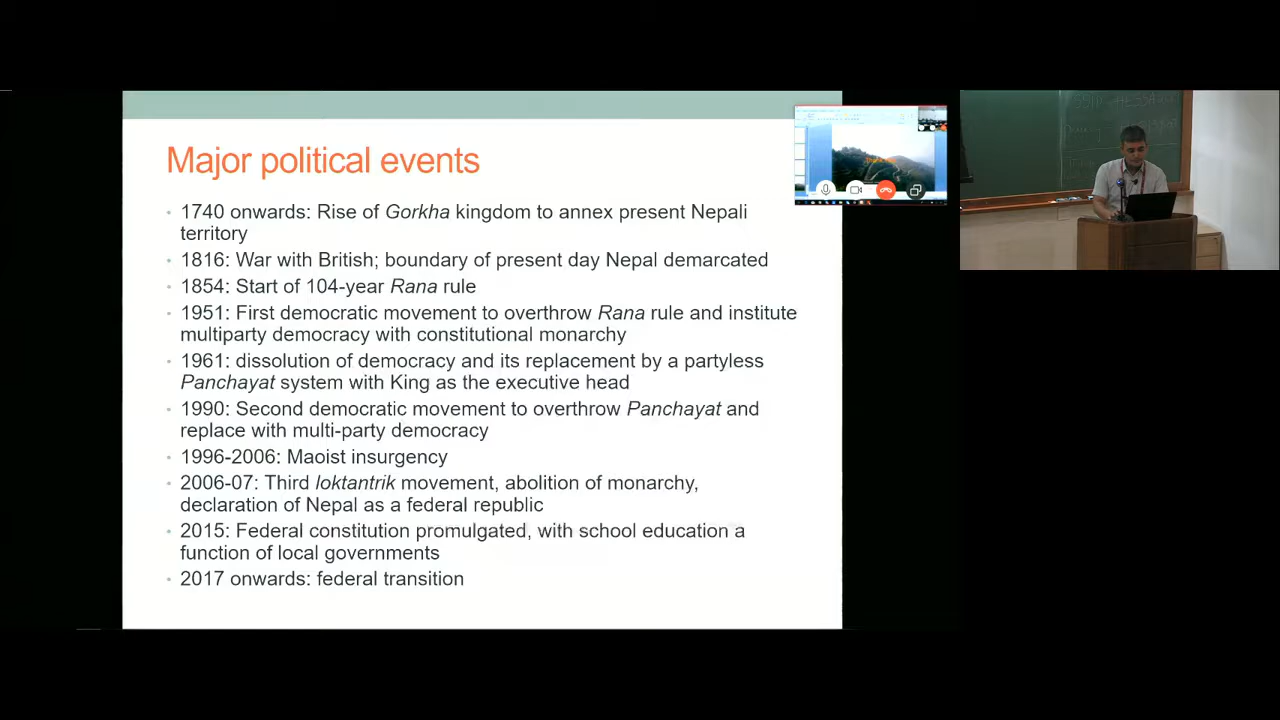 Major political events
• 1740 onwards: Rise of Gorkha kingdom to annex present Nepali
territory
• 1816: War with British; boundary of present day Nepal demarcated
• 1854: Start of 104-year Rana rule
• 1951: First democratic movement to overthrow Rana rule and institute
multiparty democracy with constitutional monarchy
• 1961: dissolution of democracy and its replacement by a partyless
Panchayat system with King as the executive head
• 1990: Second democratic movement to overthrow Panchayat and
replace with multi-party democracy
• 1996-2006: Maoist insurgency
• 2006-07: Third loktantrik movement, abolition of monarchy,
declaration of Nepal as a federal republic
• 2015: Federal constitution promulgated, with school education a
function of local governments
• 2017 onwards: federal transition